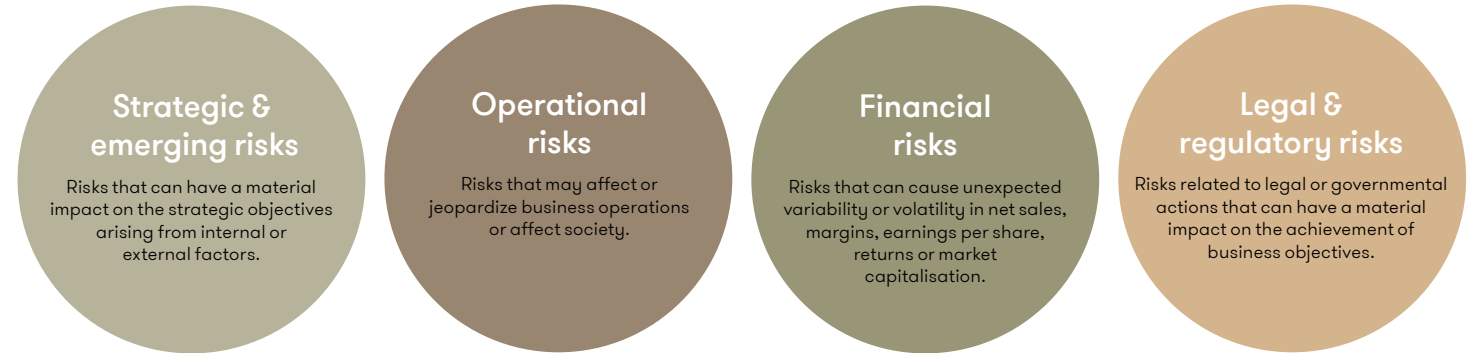 Strategic &
emerging risks
Risks that can have a material
impact on the strategic objectives
arising from internal or
external factors.
Operational
risks
Risks that may affect or
jeopardize business operations
or affect society.
Financial
risks
Risks that can cause unexpected
variability or volatility in net sales,
margins, earnings per share,
returns or market
capitalisation.
Legal &
regulatory risks
Risks related to legal or governmental
actions that can have a material
impact on the achievement of
business objectives.